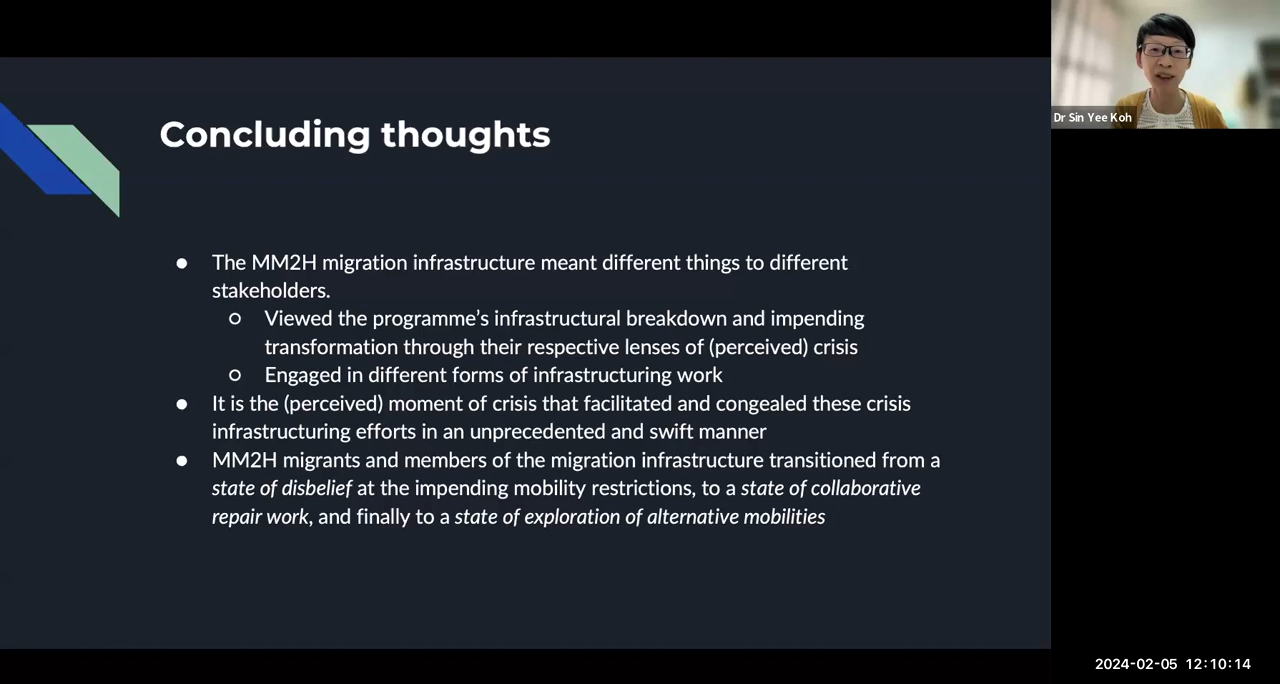 Concluding thoughts
● The MM2H migration infrastructure meant different things to different
stakeholders.
○ Viewed the programme’s infrastructural breakdown and impending
transformation through their respective lenses of (perceived) crisis
○ Engaged in different forms of infrastructuring work
● It is the (perceived) moment of crisis that facilitated and congealed these crisis
infrastructuring efforts in an unprecedented and swift manner
● MM2H migrants and members of the migration infrastructure transitioned from a
state of disbelief at the impending mobility restrictions, to a state of collaborative
repair work, and finally to a state of exploration of alternative mobilities
Dr Sin Yee Koh
2024-02-05 12:10:14